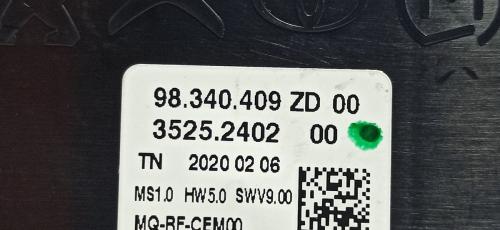 98.340.409 ZD 00
3525.2402 00
TN 2020 02 06
MS1.0 HW5.0 SWV9.00
MQ-RF-CEM00